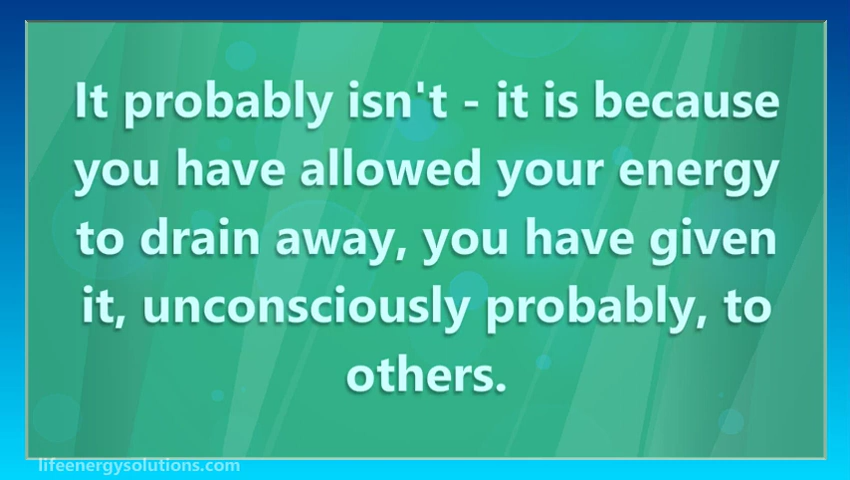 It probably isn't - it is because
you have allowed your energy
to drain away, you have given
it, unconsciously probably, to
others.
lifeenergysolutions.com